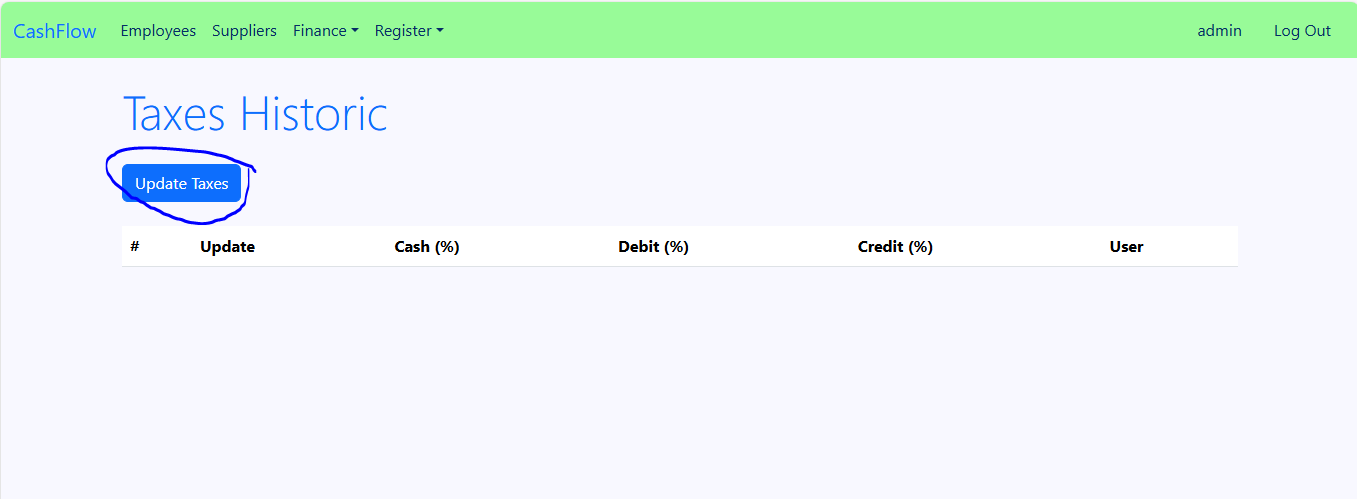 CashFlow Employees Suppliers Finance Register admin Log Out
Taxes Historic
Update Taxes
# Update Cash (%) Debit (%) Credit (%) User